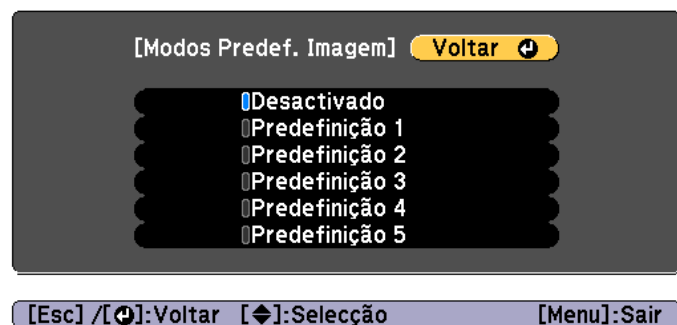 [Modos Predef. Imagem] Voltar
Desactivado
Predefinição 1
Predefinição 2
Predefinição 3
Predefinição 4
Predefinição 5
[Esc] /[⏎]:Voltar [◆]:Selecção [Menu]:Sair